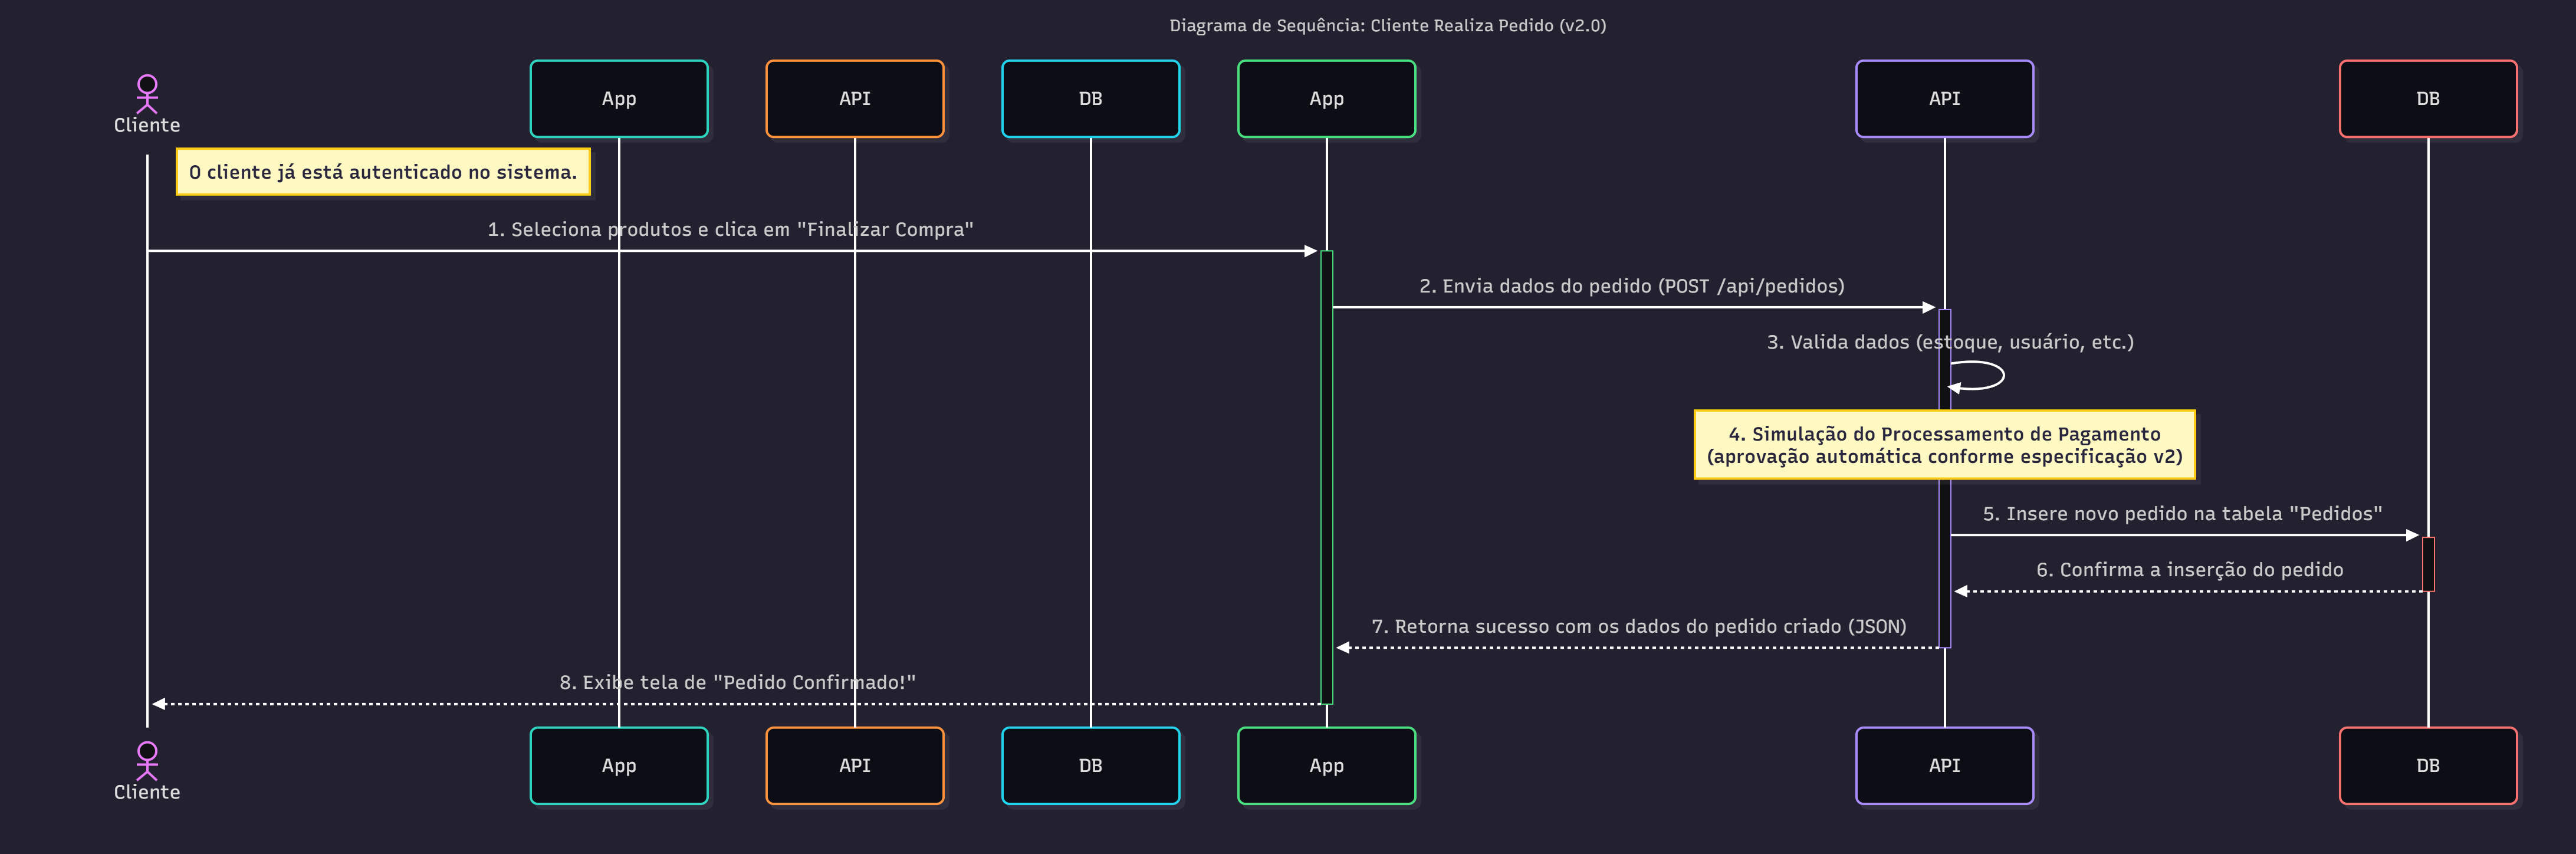 Diagrama de Sequência: Cliente Realiza Pedido (v2.0)
Cliente
App
API
DB
App
API
DB
O cliente já está autenticado no sistema.
1. Seleciona produtos e clica em "Finalizar Compra"
2. Envia dados do pedido (POST /api/pedidos)
3. Valida dados (estoque, usuário, etc.)
4. Simulação do Processamento de Pagamento
(aprovação automática conforme especificação v2)
5. Insere novo pedido na tabela "Pedidos"
6. Confirma a inserção do pedido
7. Retorna sucesso com os dados do pedido criado (JSON)
8. Exibe tela de "Pedido Confirmado!"
Cliente
App
API
DB
App
API
DB